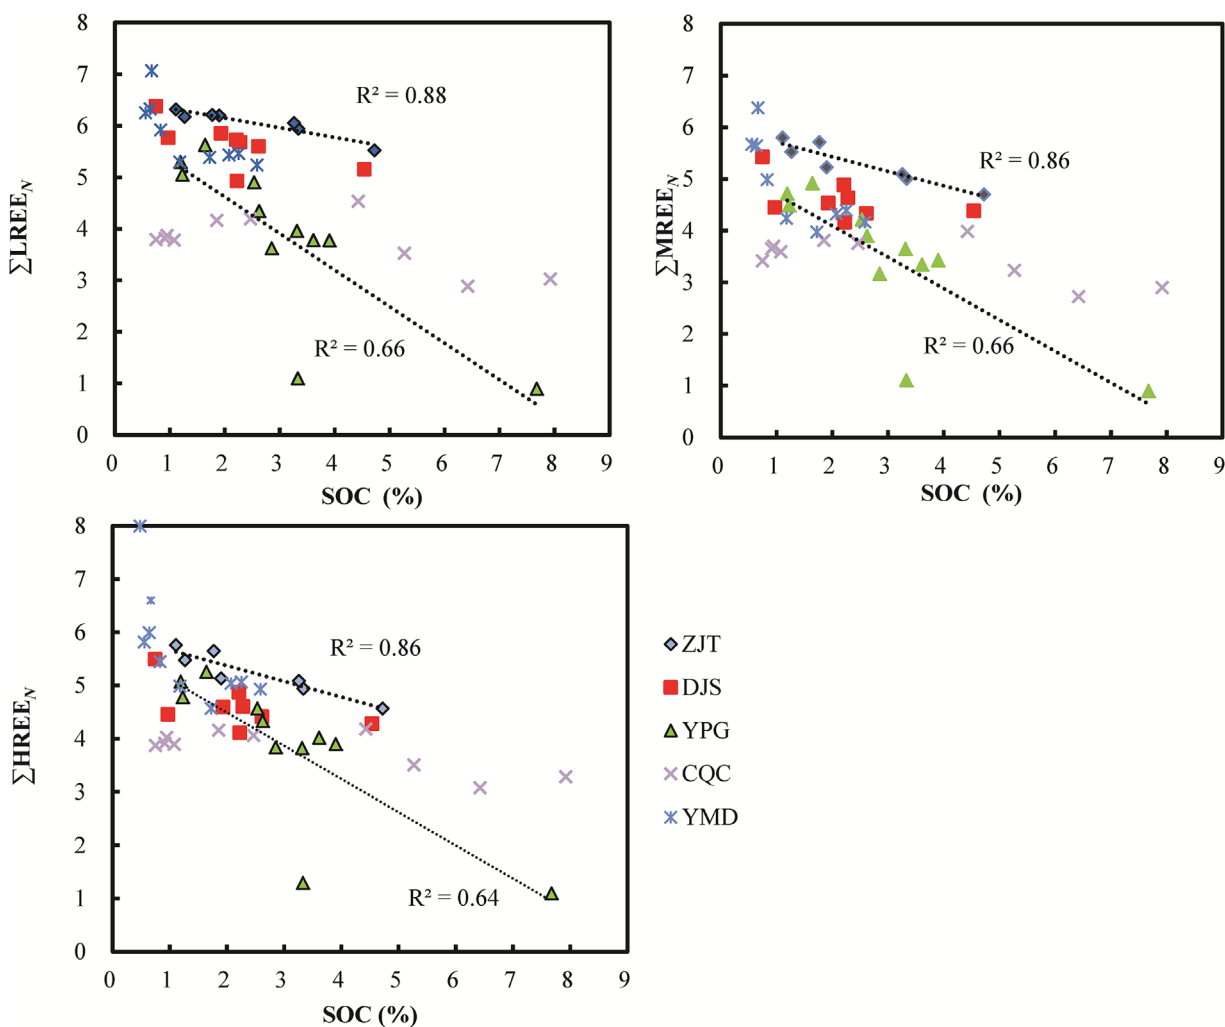 8
7
6
5
4
3
2
1
0
∑LREE_N
R² = 0.88
R² = 0.66
0 1 2 3 4 5 6 7 8 9
SOC (%)
8
7
6
5
4
3
2
1
0
∑MREE_N
R² = 0.86
R² = 0.66
0 1 2 3 4 5 6 7 8 9
SOC (%)
8
7
6
5
4
3
2
1
0
∑HREE_N
R² = 0.86
R² = 0.64
0 1 2 3 4 5 6 7 8 9
SOC (%)
ZJT
DJS
YPG
CQC
YMD